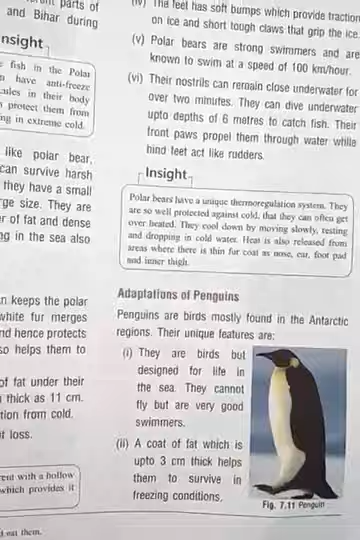 parts of
and Bihar during
nsight
fish in the Polar
have anti-freeze
cules in their body
protect them from
ng in extreme cold.
like polar bear,
can survive harsh
they have a small
ge size. They are
er of fat and dense
ng in the sea also
n keeps the polar
white fur merges
nd hence protects
so helps them to
of fat under their
thick as 11 cm.
tion from cold.
t loss.
rent with a hollow
which provides it
d eat them.
(iv) The feet has soft bumps which provide traction
on ice and short tough claws that grip the ice.
(v) Polar bears are strong swimmers and are
known to swim at a speed of 100 km/hour.
(vi) Their nostrils can remain close underwater for
over two minutes. They can dive underwater
upto depths of 6 metres to catch fish. Their
front paws propel them through water while
hind feet act like rudders.
Insight
Polar bears have a unique thermoregulation system. They
are so well protected against cold, that they can often get
over heated. They cool down by moving slowly, resting
and dropping in cold water. Heat is also released from
areas where there is thin fur coat as nose, ear, foot pad
and inner thigh.
Adaptations of Penguins
Penguins are birds mostly found in the Antarctic
regions. Their unique features are:
(i) They are birds but
designed for life in
the sea. They cannot
fly but are very good
swimmers.
(ii) A coat of fat which is
upto 3 cm thick helps
them to survive in
freezing conditions.
Fig. 7.11 Penguin